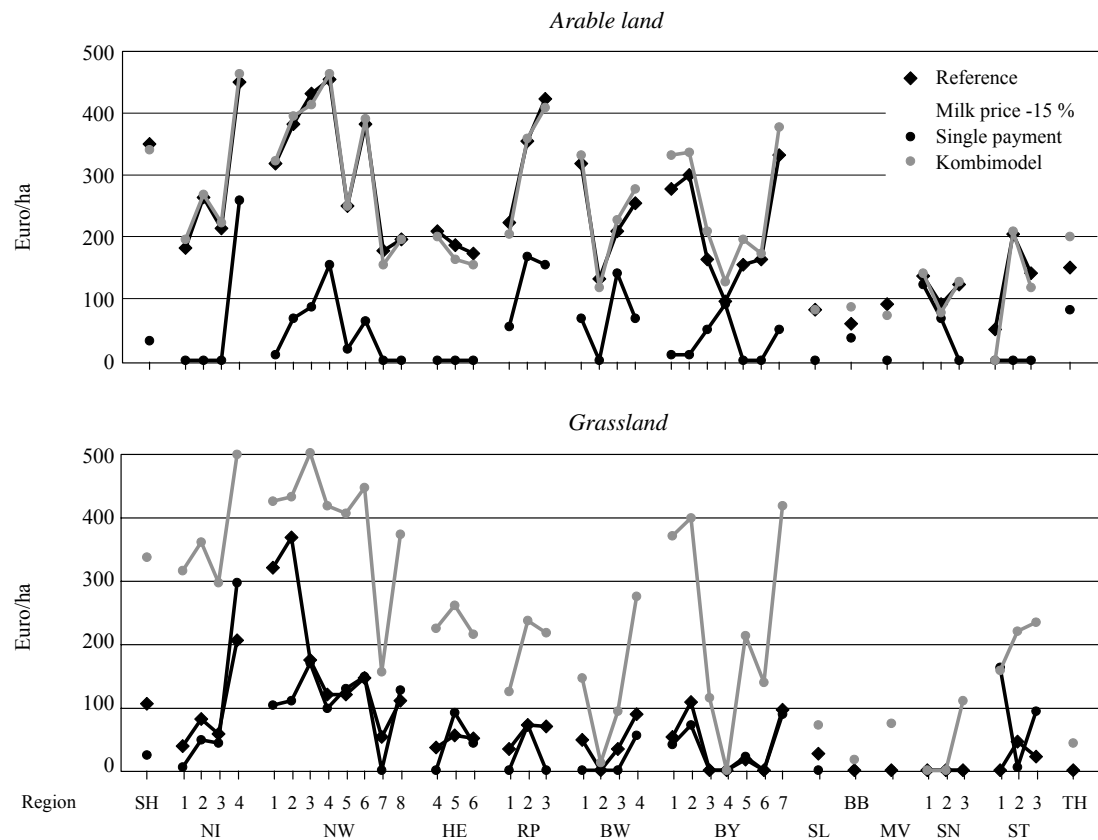 Arable land
Euro/ha
500
400
300
200
100
0
Reference
Milk price -15 %
Single payment
Kombimodel
Grassland
Euro/ha
500
400
300
200
100
0
Region SH 1 2 3 4 1 2 3 4 5 6 7 8 4 5 6 1 2 3 1 2 3 4 1 2 3 4 5 6 7 BB 1 2 3 1 2 3 TH
NI NW HE RP BW BY SL MV SN ST